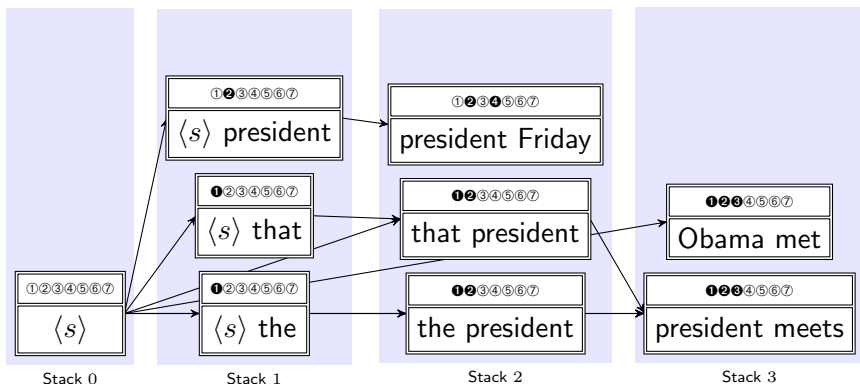 ①❷③④⑤⑥⑦
⟨s⟩ president
①❷③❹⑤⑥⑦
president Friday
❶②③④⑤⑥⑦
⟨s⟩ that
❶❷③④⑤⑥⑦
that president
❶❷❸④⑤⑥⑦
Obama met
①②③④⑤⑥⑦
⟨s⟩
❶②③④⑤⑥⑦
⟨s⟩ the
❶❷③④⑤⑥⑦
the president
❶❷❸④⑤⑥⑦
president meets
Stack 0
Stack 1
Stack 2
Stack 3